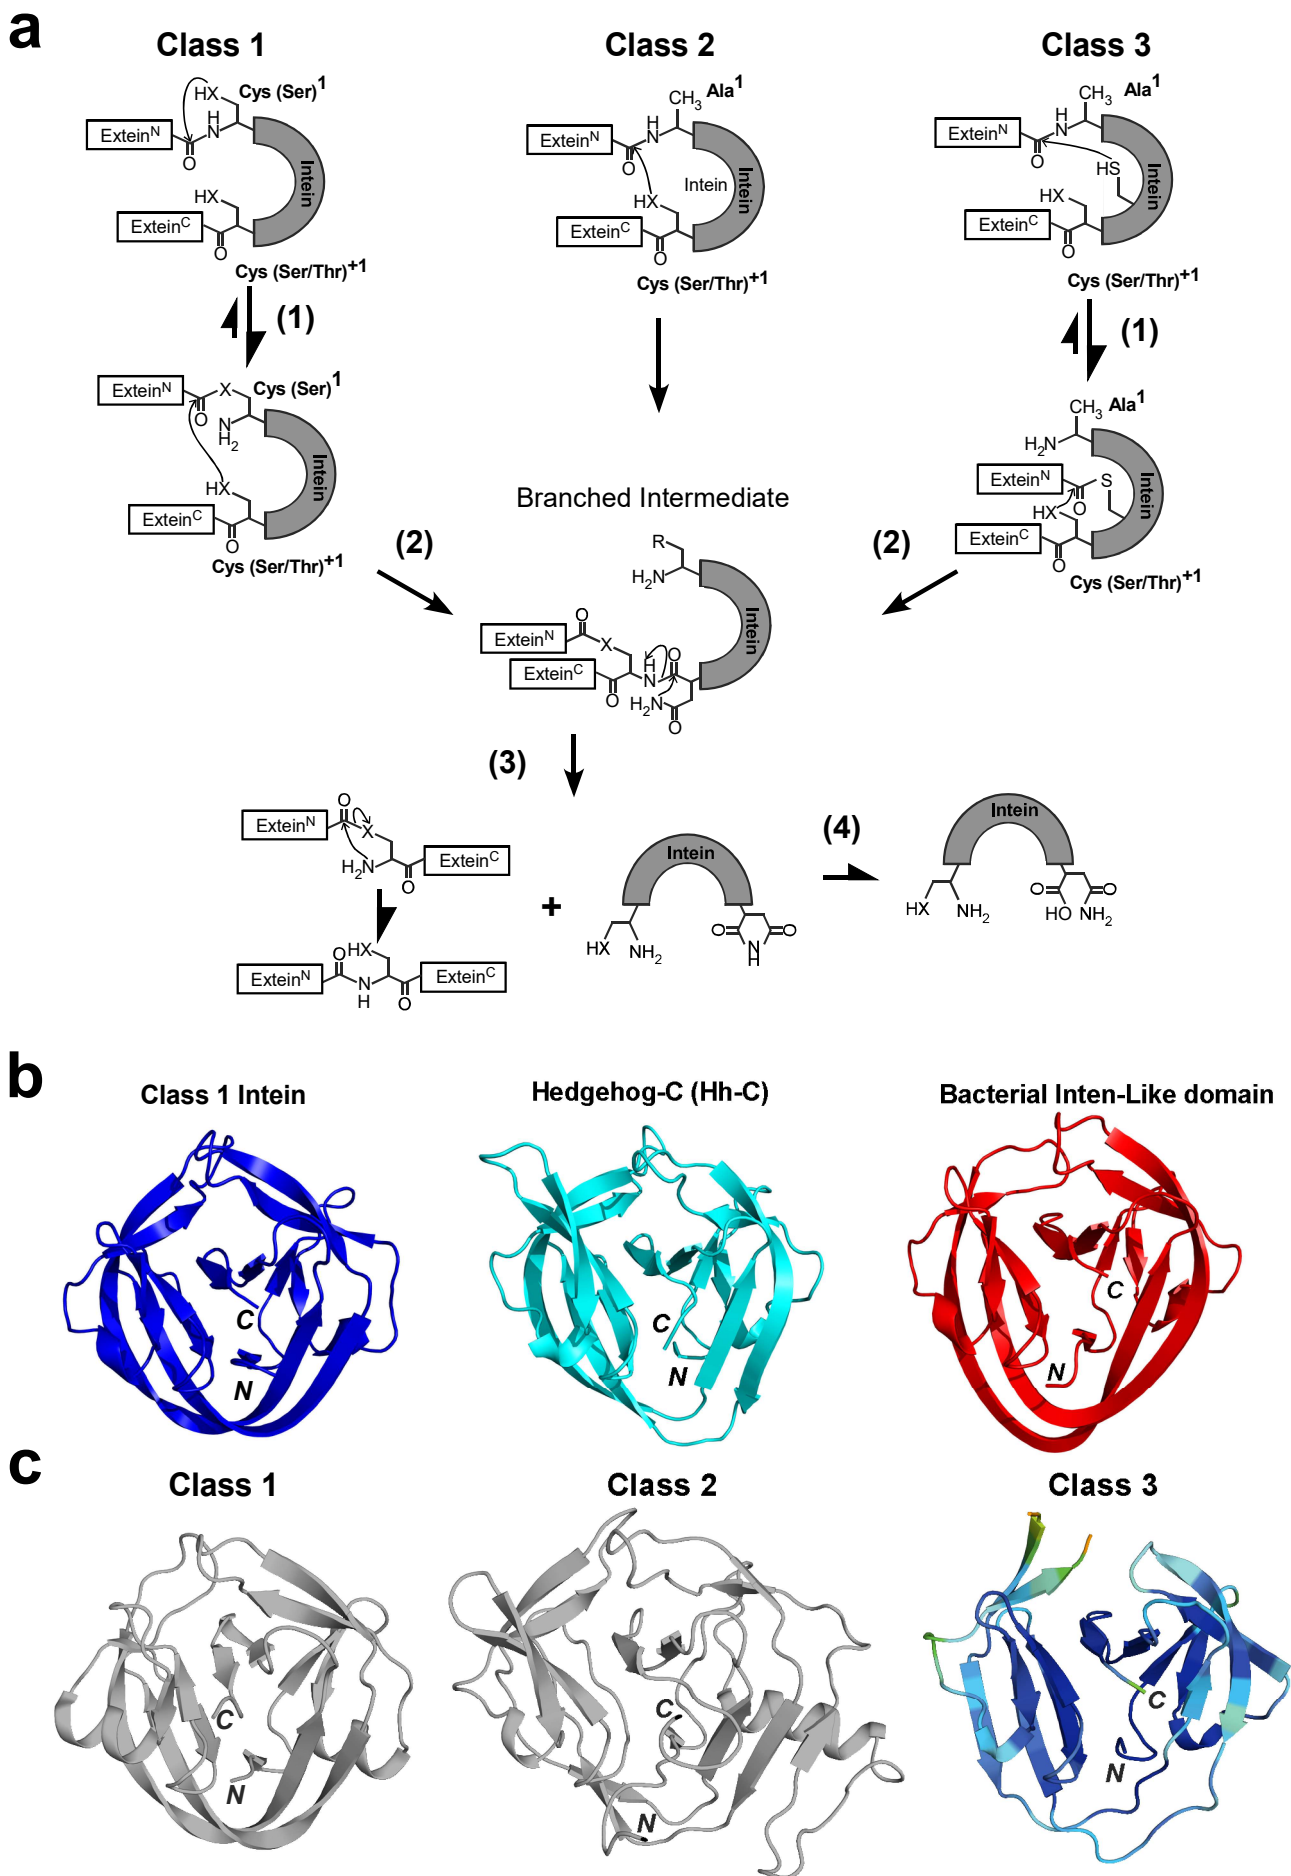 a
Class 1
Class 2
Class 3
HX
Cys (Ser)1
Extein^N
H
N
O
Intein
HX
Extein^C
O
Cys (Ser/Thr)+1
CH3
Ala1
Extein^N
H
N
O
Intein
Intein
HX
Extein^C
O
Cys (Ser/Thr)+1
CH3
Ala1
Extein^N
H
N
O
HS
Intein
HX
Extein^C
O
Cys (Ser/Thr)+1
(1)
(1)
Extein^N
X
Cys (Ser)1
O
N
H2
Intein
HX
Extein^C
O
Cys (Ser/Thr)+1
CH3
Ala1
H2N
Extein^N
S
O
Intein
HX
Extein^C
O
Cys (Ser/Thr)+1
Branched Intermediate
(2)
(2)
R
H2N
Intein
O
Extein^N
X
H
N
O
Extein^C
O
H2N
O
(3)
O
Extein^N
X
H2N
Extein^C
O
+
Intein
HX
NH2
O
O
N
H
(4)
Intein
HX
NH2
O
O
HO
NH2
HX
O
Extein^N
N
H
Extein^C
O
b
Class 1 Intein
Hedgehog-C (Hh-C)
Bacterial Inten-Like domain
C
N
C
N
C
N
c
Class 1
Class 2
Class 3
C
N
C
N
C
N